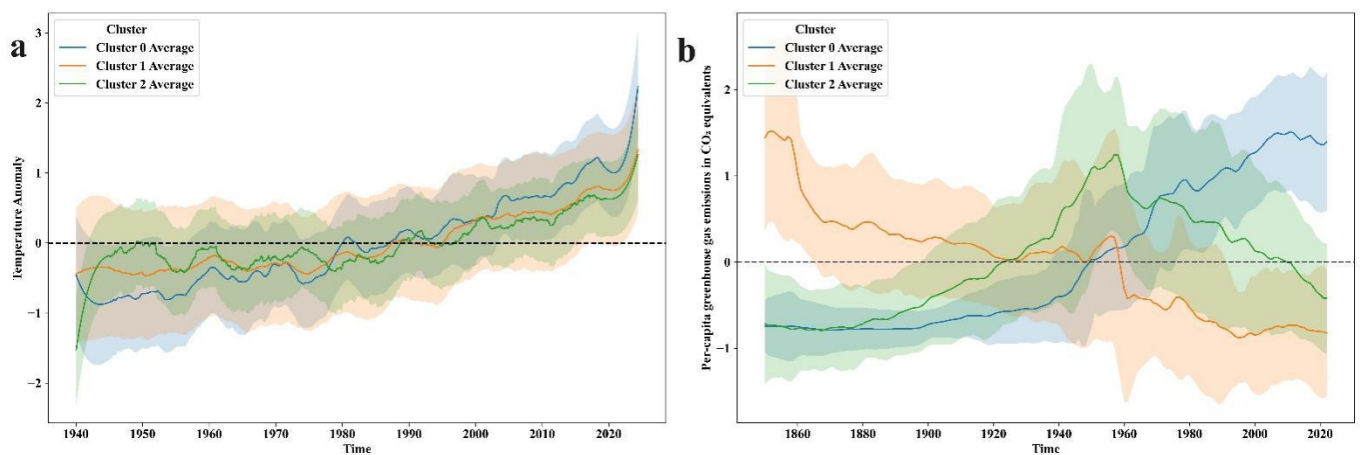 a
Cluster
Cluster 0 Average
Cluster 1 Average
Cluster 2 Average
Temperature Anomaly
3
2
1
0
−1
−2
1940 1950 1960 1970 1980 1990 2000 2010 2020
Time
b
Cluster
Cluster 0 Average
Cluster 1 Average
Cluster 2 Average
Per-capita greenhouse gas emissions in CO₂ equivalents
2
1
0
−1
1860 1880 1900 1920 1940 1960 1980 2000 2020
Time